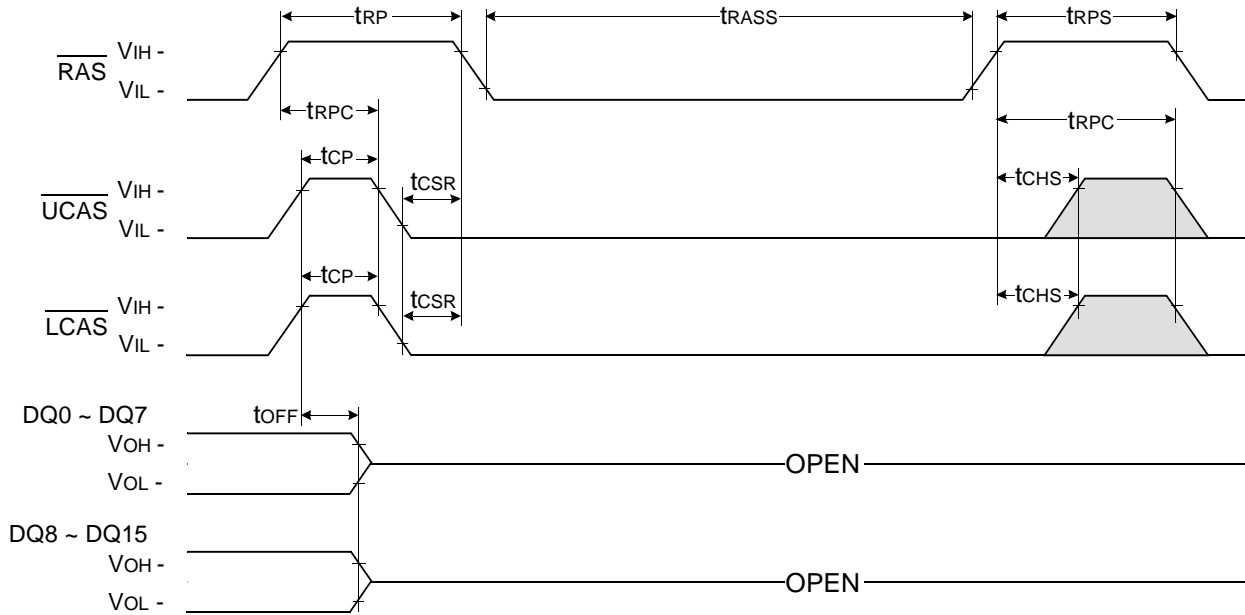 tRP
tRASS
tRPS
RAS
VIH -
VIL -
tRPC
tRPC
tCP
tCSR
tCHS
UCAS
VIH -
VIL -
tCP
tCSR
tCHS
LCAS
VIH -
VIL -
DQ0 ~ DQ7
tOFF
VOH -
VOL -
OPEN
DQ8 ~ DQ15
VOH -
VOL -
OPEN